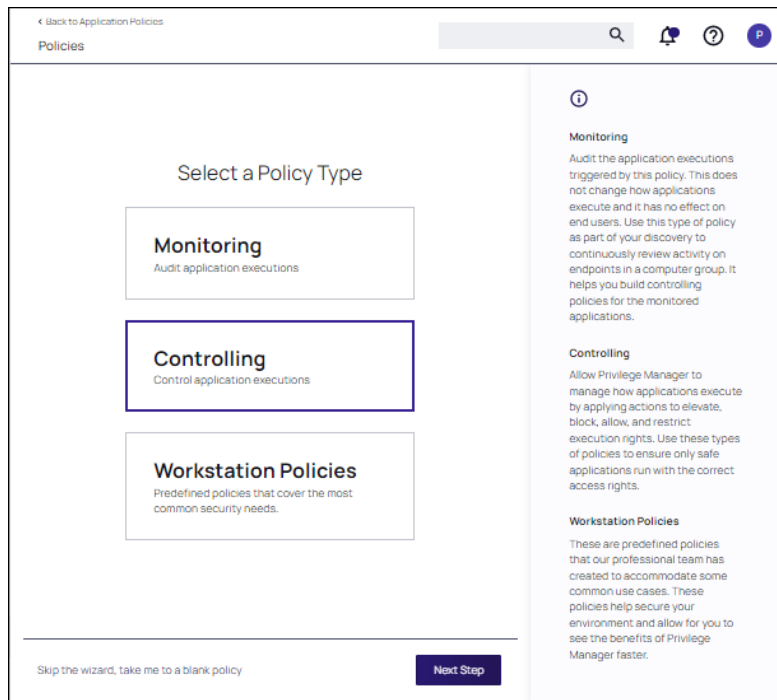 Back to Application Policies
Policies
P
Select a Policy Type
Monitoring
Audit application executions
Controlling
Control application executions
Workstation Policies
Predefined policies that cover the most
common security needs.
Skip the wizard, take me to a blank policy
Next Step
Monitoring
Audit the application executions
triggered by this policy. This does
not change how applications
execute and it has no effect on
end users. Use this type of policy
as part of your discovery to
continuously review activity on
endpoints in a computer group. It
helps you build controlling
policies for the monitored
applications.
Controlling
Allow Privilege Manager to
manage how applications execute
by applying actions to elevate,
block, allow, and restrict
execution rights. Use these types
of policies to ensure only safe
applications run with the correct
access rights.
Workstation Policies
These are predefined policies
that our professional team has
created to accommodate some
common use cases. These
policies help secure your
environment and allow for you to
see the benefits of Privilege
Manager faster.